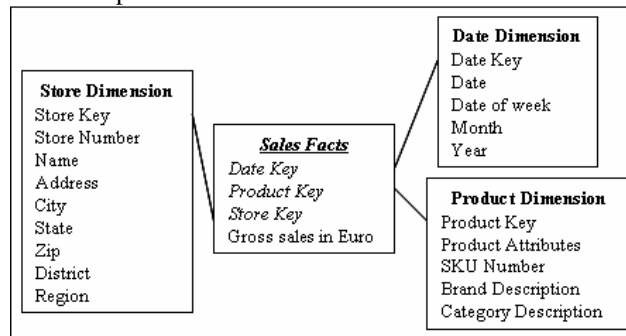 Store Dimension
Store Key
Store Number
Name
Address
City
State
Zip
District
Region
Sales Facts
Date Key
Product Key
Store Key
Gross sales in Euro
Date Dimension
Date Key
Date
Date of week
Month
Year
Product Dimension
Product Key
Product Attributes
SKU Number
Brand Description
Category Description